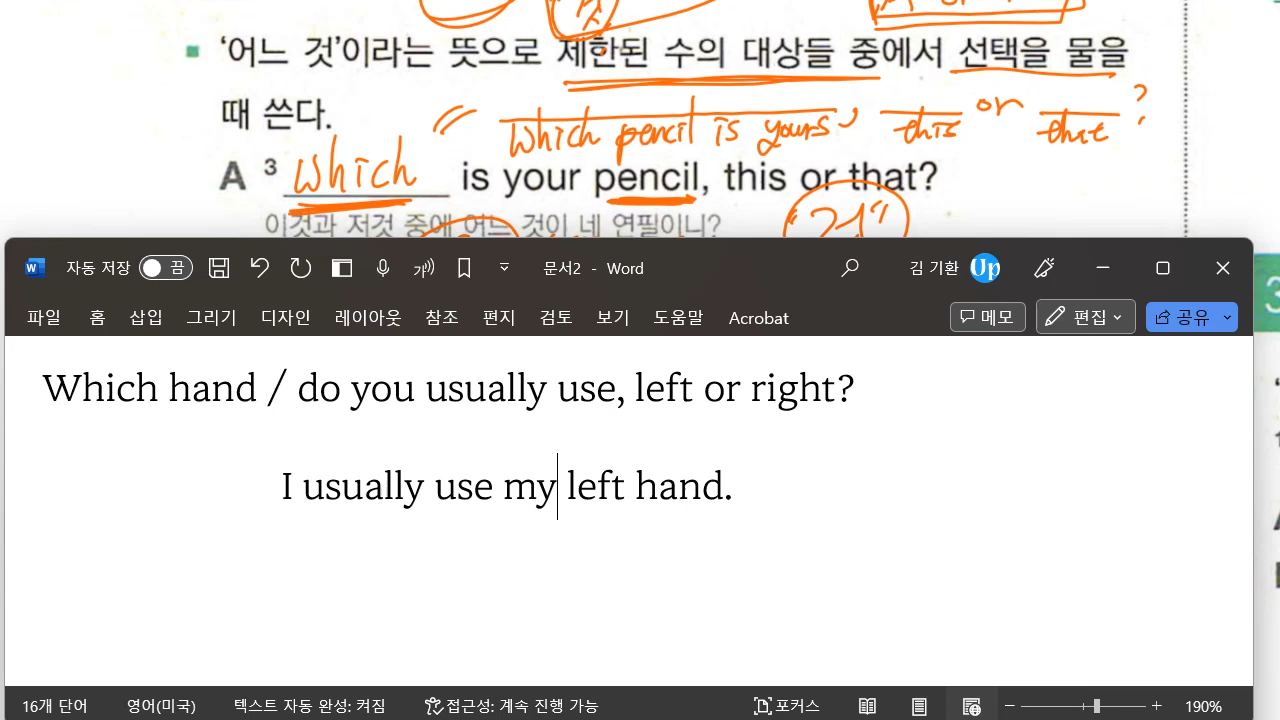 ■ ‘어느 것’이라는 뜻으로 제한된 수의 대상들 중에서 선택을 물을
때 쓴다.
“ Which pencil is yours, this or that?
A 3 Which is your pencil, this or that?
이것과 저것 중에 어느 것이 네 연필이니?
자동 저장 끔 가 문서2 - Word 김 기환 Up
파일 홈 삽입 그리기 디자인 레이아웃 참조 편지 검토 보기 도움말 Acrobat 메모 편집 공유
Which hand / do you usually use, left or right?
I usually use my left hand.
16개 단어 영어(미국) 텍스트 자동 완성: 켜짐 접근성: 계속 진행 가능 포커스 190%